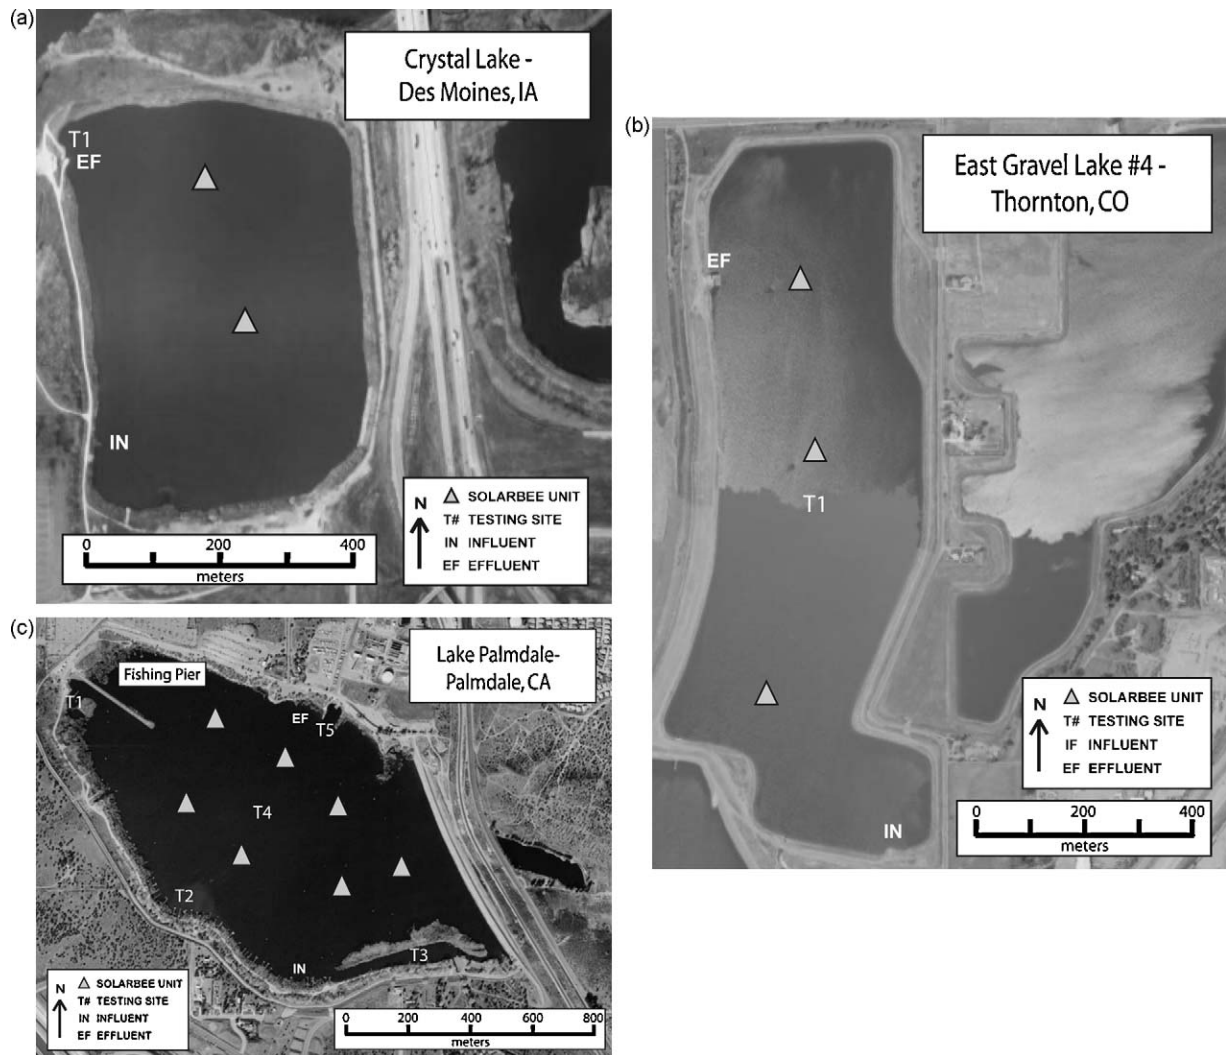 (a)
Crystal Lake -
Des Moines, IA
T1
EF
IN
N
SOLARBEE UNIT
T# TESTING SITE
IN INFLUENT
EF EFFLUENT
0 200 400
meters
(b)
East Gravel Lake #4 -
Thornton, CO
EF
T1
IN
N
SOLARBEE UNIT
T# TESTING SITE
IF INFLUENT
EF EFFLUENT
0 200 400
meters
(c)
Lake Palmdale-
Palmdale, CA
Fishing Pier
T1
EF
T5
T4
T2
T3
IN
N
SOLARBEE UNIT
T# TESTING SITE
IN INFLUENT
EF EFFLUENT
0 200 400 600 800
meters